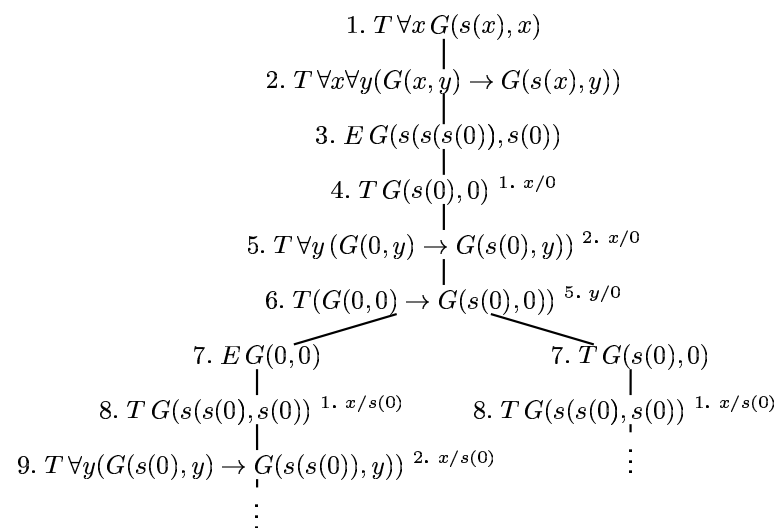 1. T ∀x G(s(x), x)
2. T ∀x∀y(G(x, y) → G(s(x), y))
3. E G(s(s(s(0)), s(0))
4. T G(s(0), 0) 1. x/0
5. T ∀y (G(0, y) → G(s(0), y)) 2. x/0
6. T(G(0, 0) → G(s(0), 0)) 5. y/0
7. E G(0, 0) 7. T G(s(0), 0)
8. T G(s(s(0), s(0)) 1. x/s(0) 8. T G(s(s(0), s(0)) 1. x/s(0)
9. T ∀y(G(s(0), y) → G(s(s(0)), y)) 2. x/s(0)